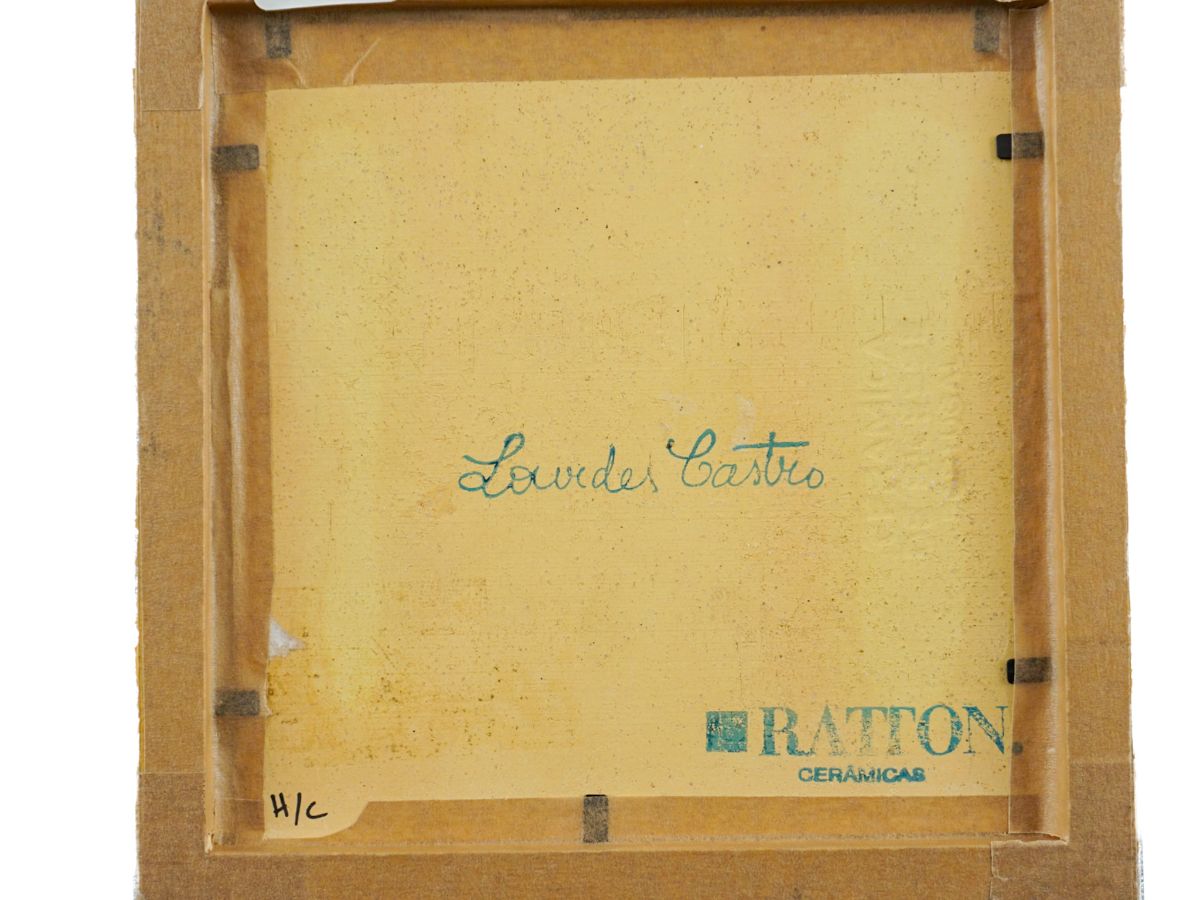 Lourdes Castro
RATTON.
CERÂMICAS
H/C